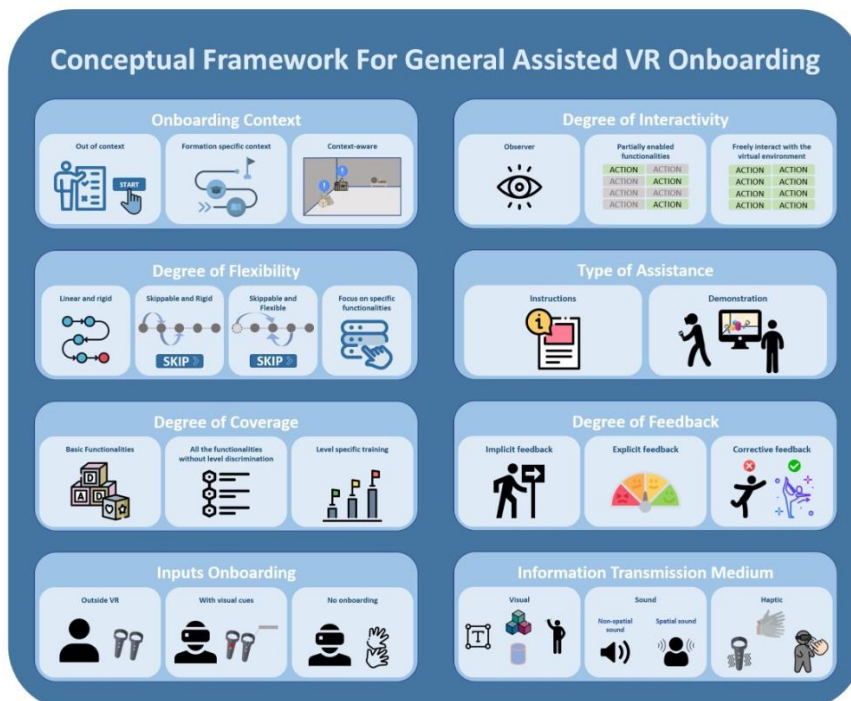 Conceptual Framework For General Assisted VR Onboarding
Onboarding Context
Out of context
START
Formation specific context
Context-aware
Degree of Interactivity
Observer
Partially enabled
functionalities
ACTION ACTION
ACTION ACTION
ACTION ACTION
ACTION ACTION
Freely interact with the
virtual environment
ACTION ACTION
ACTION ACTION
ACTION ACTION
ACTION ACTION
Degree of Flexibility
Linear and rigid
Skippable and Rigid
SKIP
Skippable and
Flexible
SKIP
Focus on specific
functionalities
Type of Assistance
Instructions
Demonstration
Degree of Coverage
Basic Functionalities
D
A D
All the functionalities
without level discrimination
Level specific training
Degree of Feedback
Implicit feedback
Explicit feedback
Corrective feedback
Inputs Onboarding
Outside VR
With visual cues
No onboarding
Information Transmission Medium
Visual
T
Sound
Non-spatial
sound
Spatial sound
Haptic